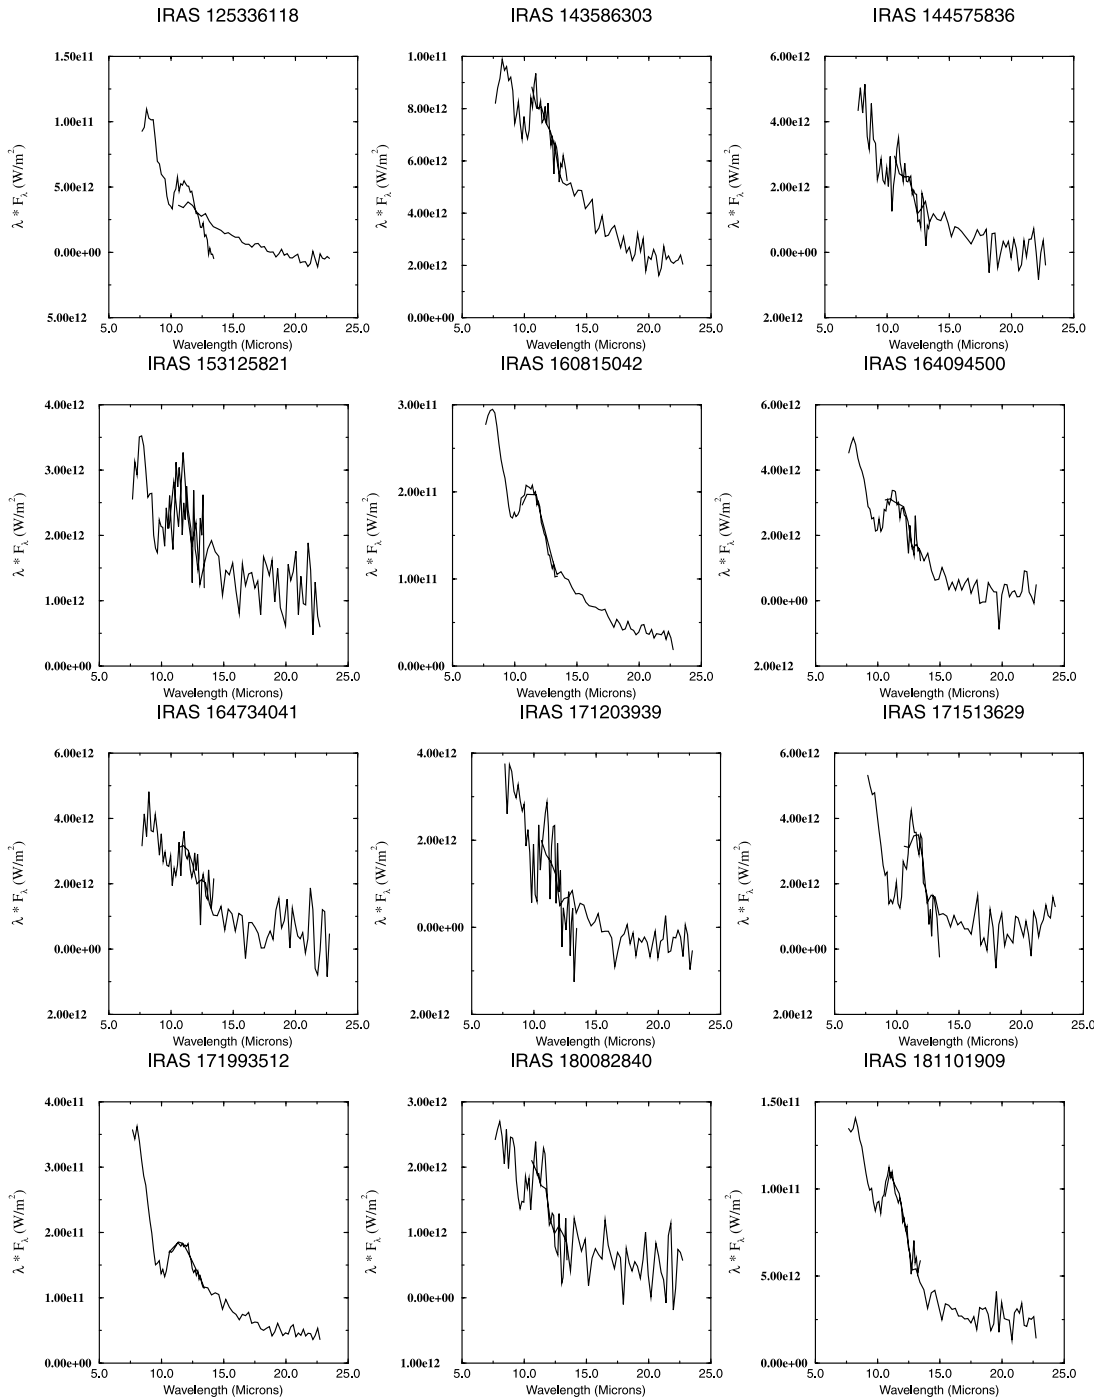 IRAS 125336118
IRAS 143586303
IRAS 144575836
1.50e11
1.00e11
5.00e12
0.00e+00
5.00e12
λ * F_λ (W/m²)
5.0 10.0 15.0 20.0 25.0
Wavelength (Microns)
1.00e11
8.00e12
6.00e12
4.00e12
2.00e12
0.00e+00
λ * F_λ (W/m²)
5.0 10.0 15.0 20.0 25.0
Wavelength (Microns)
6.00e12
4.00e12
2.00e12
0.00e+00
2.00e12
λ * F_λ (W/m²)
5.0 10.0 15.0 20.0 25.0
Wavelength (Microns)
IRAS 153125821
IRAS 160815042
IRAS 164094500
4.00e12
3.00e12
2.00e12
1.00e12
0.00e+00
λ * F_λ (W/m²)
5.0 10.0 15.0 20.0 25.0
Wavelength (Microns)
3.00e11
2.00e11
1.00e11
0.00e+00
λ * F_λ (W/m²)
5.0 10.0 15.0 20.0 25.0
Wavelength (Microns)
6.00e12
4.00e12
2.00e12
0.00e+00
2.00e12
λ * F_λ (W/m²)
5.0 10.0 15.0 20.0 25.0
Wavelength (Microns)
IRAS 164734041
IRAS 171203939
IRAS 171513629
6.00e12
4.00e12
2.00e12
0.00e+00
2.00e12
λ * F_λ (W/m²)
5.0 10.0 15.0 20.0 25.0
Wavelength (Microns)
4.00e12
2.00e12
0.00e+00
2.00e12
λ * F_λ (W/m²)
5.0 10.0 15.0 20.0 25.0
Wavelength (Microns)
6.00e12
4.00e12
2.00e12
0.00e+00
2.00e12
λ * F_λ (W/m²)
5.0 10.0 15.0 20.0 25.0
Wavelength (Microns)
IRAS 171993512
IRAS 180082840
IRAS 181101909
4.00e11
3.00e11
2.00e11
1.00e11
0.00e+00
λ * F_λ (W/m²)
5.0 10.0 15.0 20.0 25.0
Wavelength (Microns)
3.00e12
2.00e12
1.00e12
0.00e+00
1.00e12
λ * F_λ (W/m²)
5.0 10.0 15.0 20.0 25.0
Wavelength (Microns)
1.50e11
1.00e11
5.00e12
0.00e+00
λ * F_λ (W/m²)
5.0 10.0 15.0 20.0 25.0
Wavelength (Microns)